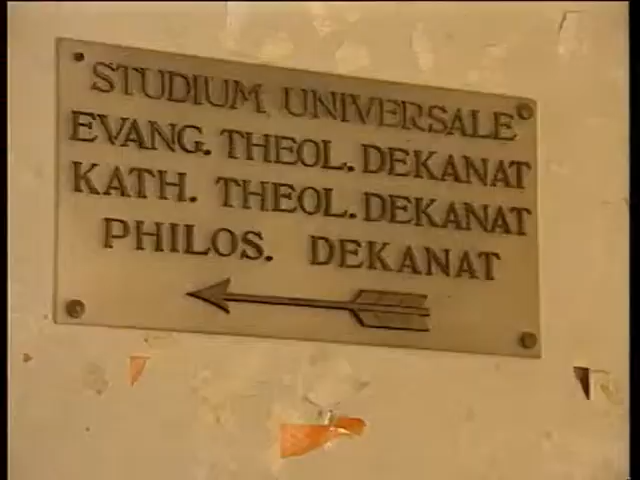 STUDIUM UNIVERSALE
EVANG. THEOL. DEKANAT
KATH. THEOL. DEKANAT
PHILOS. DEKANAT